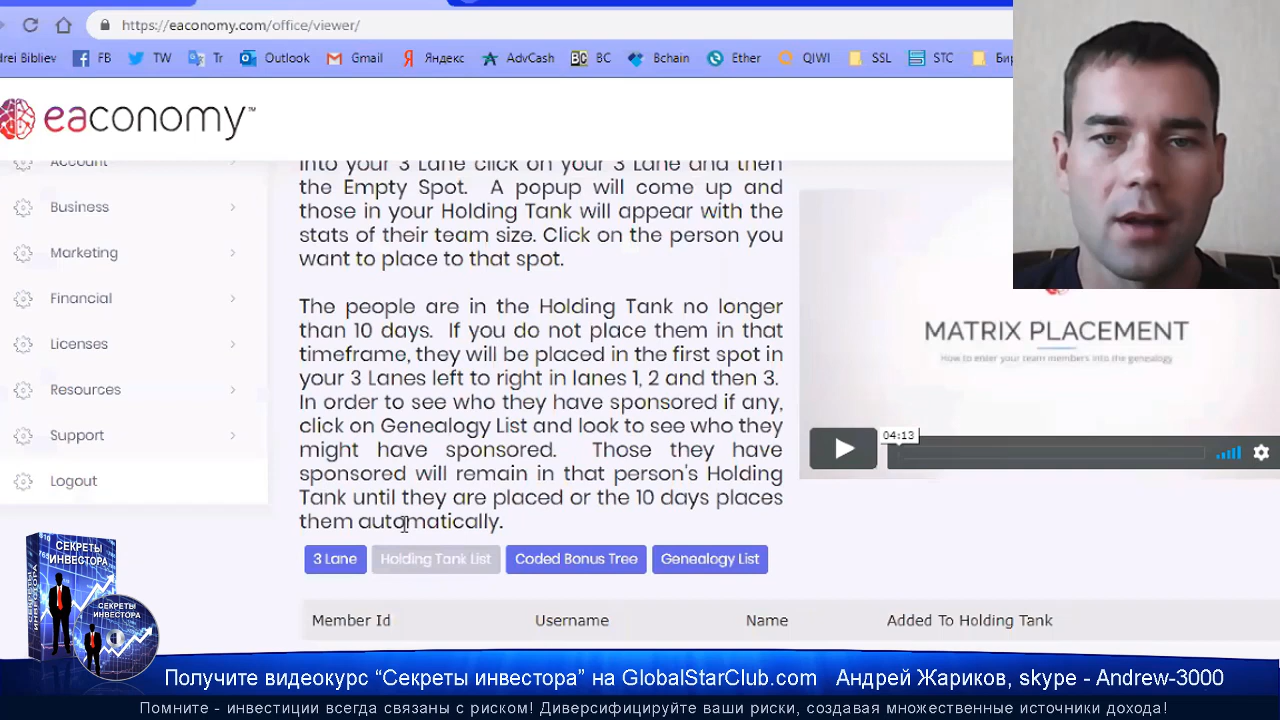 https://eaconomy.com/office/viewer/
drei Bibliev
FB
TW
Tr
Outlook
Gmail
Яндекс
AdvCash
BC
BC
Bchain
Ether
QIWI
SSL
STC
Бир
eaconomy™
Account
Business
Marketing
Financial
Licenses
Resources
Support
Logout
into your 3 Lane click on your 3 Lane and then
the Empty Spot. A popup will come up and
those in your Holding Tank will appear with the
stats of their team size. Click on the person you
want to place to that spot.
The people are in the Holding Tank no longer
than 10 days. If you do not place them in that
timeframe, they will be placed in the first spot in
your 3 Lanes left to right in lanes 1, 2 and then 3.
In order to see who they have sponsored if any,
click on Genealogy List and look to see who they
might have sponsored. Those they have
sponsored will remain in that person's Holding
Tank until they are placed or the 10 days places
them automatically.
MATRIX PLACEMENT
How to enter your team members into the genealogy
04:13
3 Lane
Holding Tank List
Coded Bonus Tree
Genealogy List
Member Id
Username
Name
Added To Holding Tank
СЕКРЕТЫ
ИНВЕСТОРА
СЕКРЕТЫ
ИНВЕСТОРА
Получите видеокурс “Секреты инвестора” на GlobalStarClub.com Андрей Жариков, skype - Andrew-3000
Помните - инвестиции всегда связаны с риском! Диверсифицируйте ваши риски, создавая множественные источники дохода!